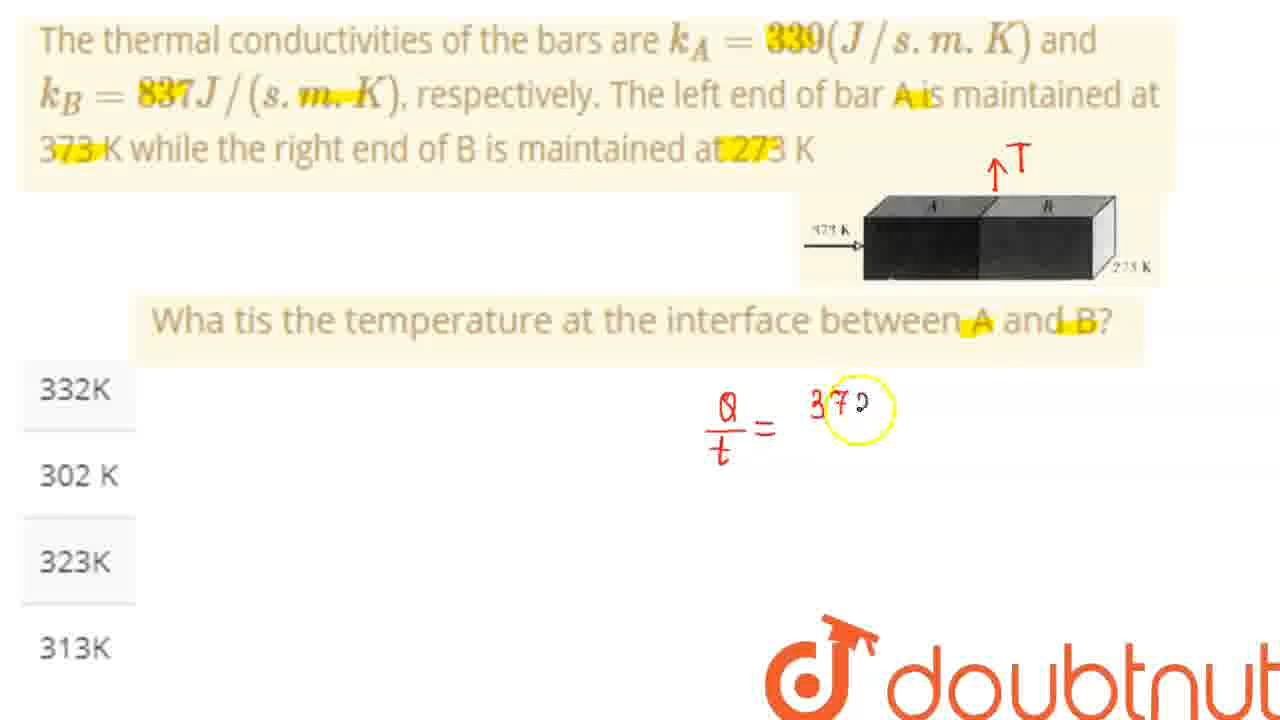 The thermal conductivities of the bars are k_A = 339(J/s.m.K) and
k_B = 837J/(s.m.K), respectively. The left end of bar A is maintained at
373 K while the right end of B is maintained at 273 K
T
A B
373 K
273 K
Wha tis the temperature at the interface between A and B?
332K
302 K
323K
313K
Q/t = 37
doubtnut